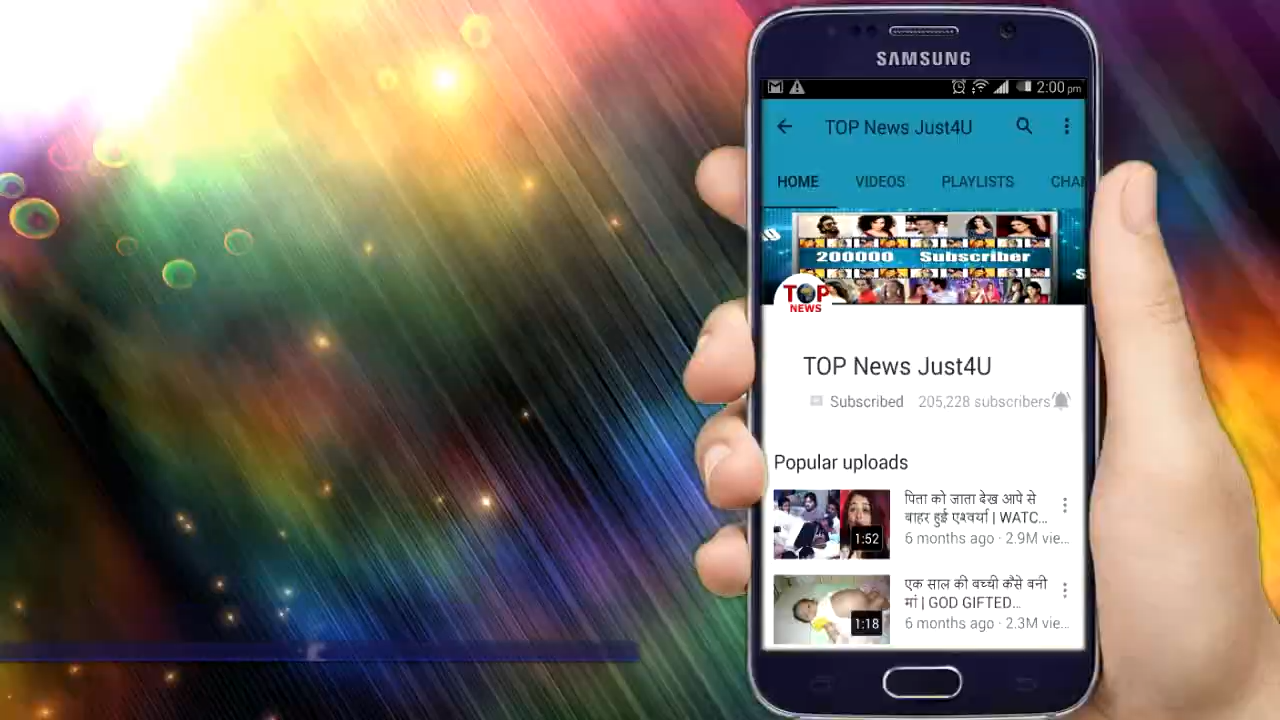 SAMSUNG
2:00 pm
TOP News Just4U
HOME VIDEOS PLAYLISTS CHA
200000 Subscriber
TOP
NEWS
TOP News Just4U
Subscribed 205,228 subscribers
Popular uploads
पिता को जाता देख आपे से
बाहर हुई एश्वर्या | WATC...
6 months ago · 2.9M vie...
1:52
एक साल की बच्ची कैसे बनी
मां | GOD GIFTED...
6 months ago · 2.3M vie...
1:18